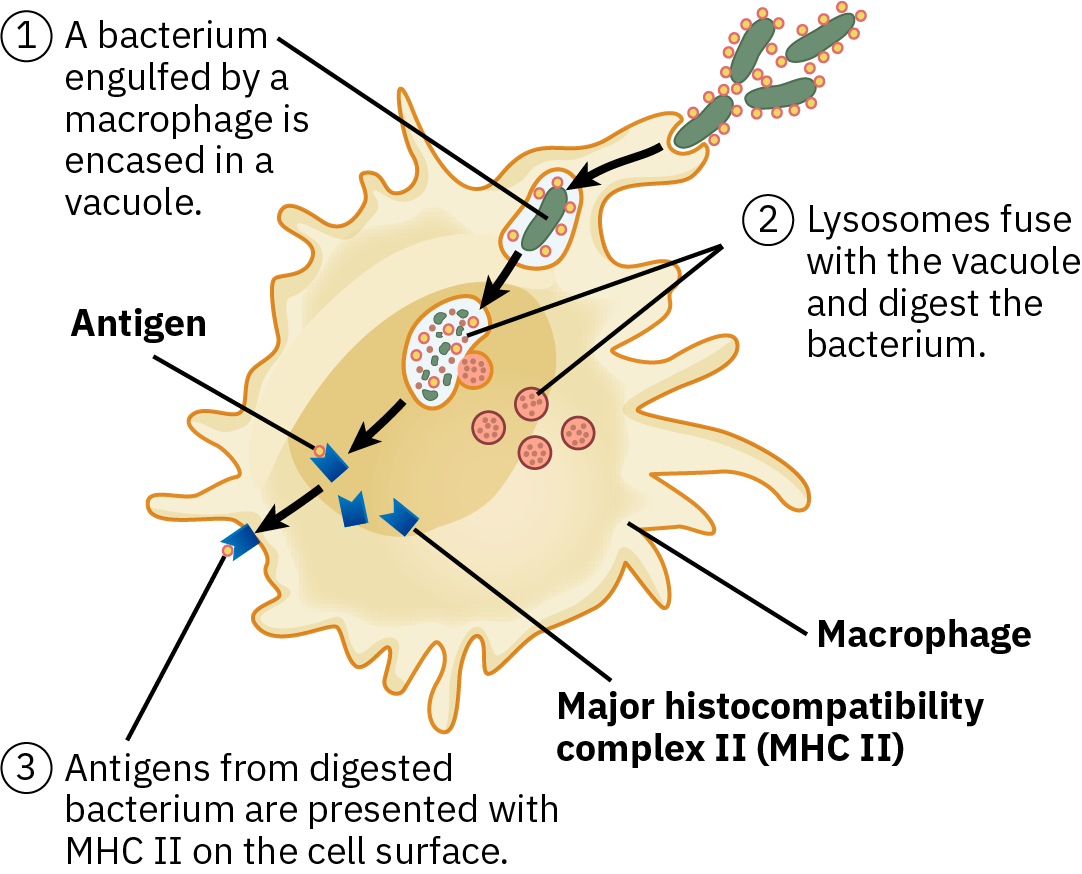 1 A bacterium
engulfed by a
macrophage is
encased in a
vacuole.
2 Lysosomes fuse
with the vacuole
and digest the
bacterium.
Antigen
Macrophage
Major histocompatibility
complex II (MHC II)
3 Antigens from digested
bacterium are presented with
MHC II on the cell surface.